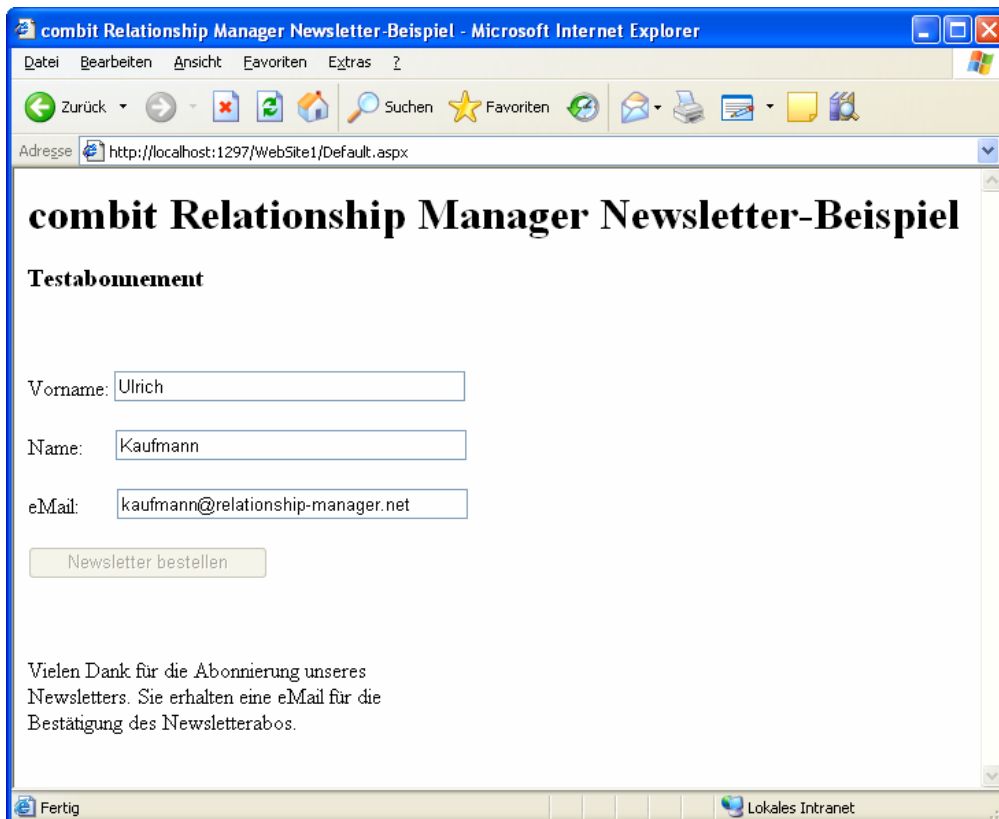 combit Relationship Manager Newsletter-Beispiel - Microsoft Internet Explorer
Datei Bearbeiten Ansicht Favoriten Extras ?
Zurück Suchen Favoriten
Adresse http://localhost:1297/WebSite1/Default.aspx
combit Relationship Manager Newsletter-Beispiel
Testabonnement
Vorname: Ulrich
Name: Kaufmann
eMail: kaufmann@relationship-manager.net
Newsletter bestellen
Vielen Dank für die Abonnierung unseres
Newsletters. Sie erhalten eine eMail für die
Bestätigung des Newsletterabos.
Fertig Lokales Intranet